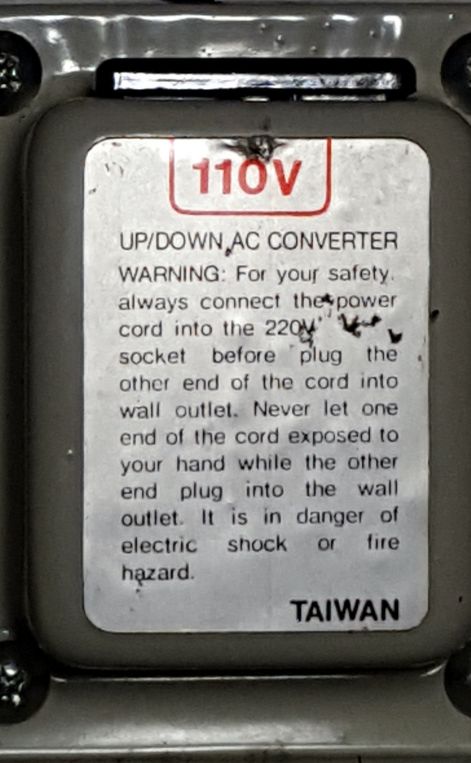 110V
UP/DOWN AC CONVERTER
WARNING: For your safety.
always connect the power
cord into the 220V
socket before plug the
other end of the cord into
wall outlet. Never let one
end of the cord exposed to
your hand while the other
end plug into the wall
outlet. It is in danger of
electric shock or fire
hazard.
TAIWAN